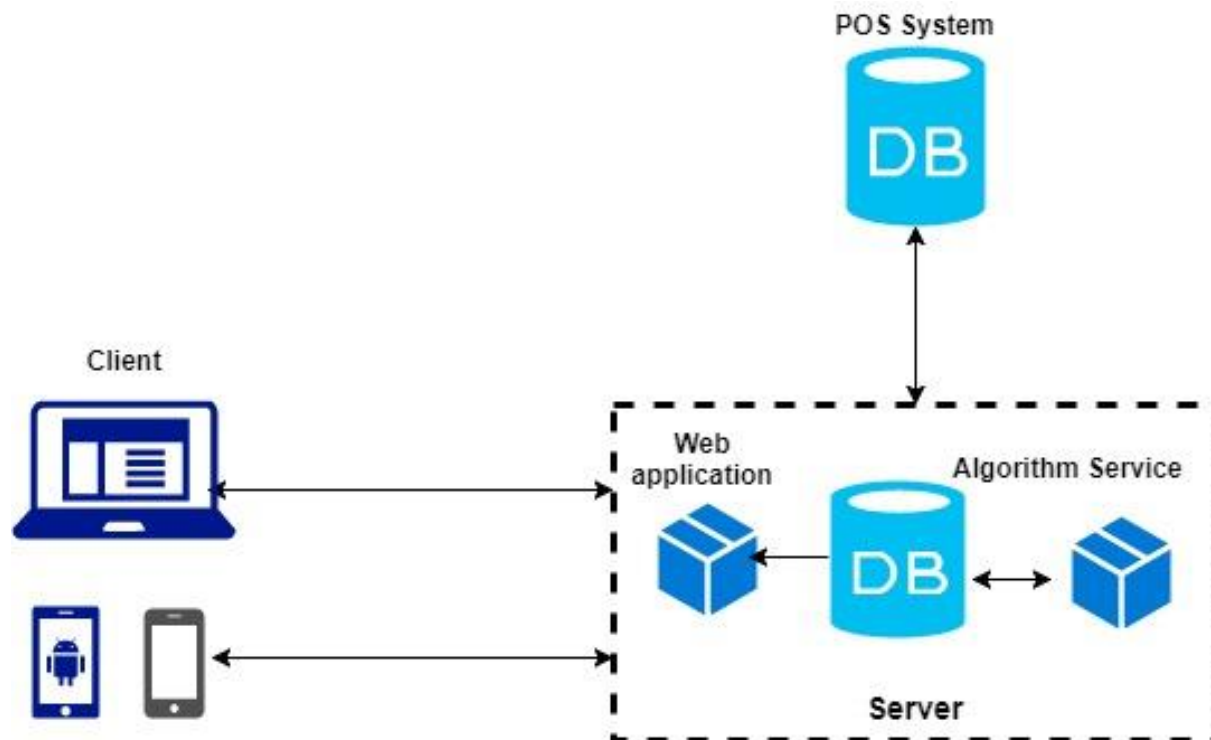 POS System
DB
Client
Web
application
Algorithm Service
DB
Server